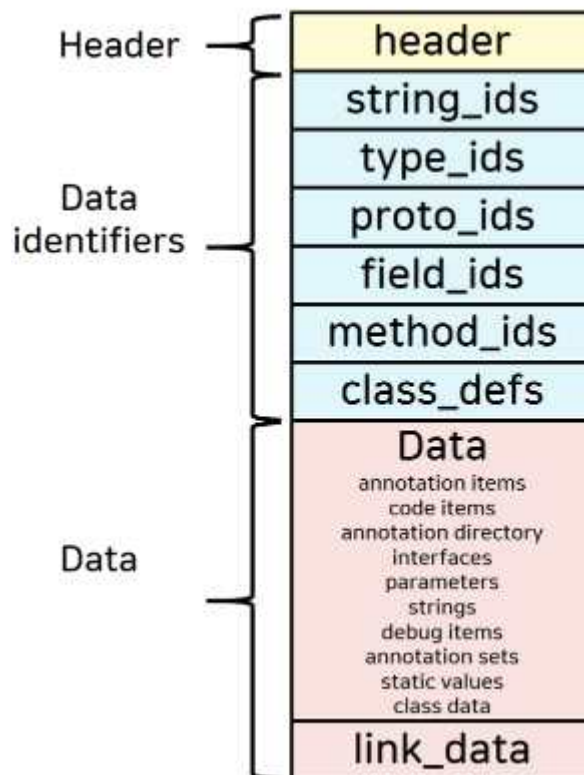 Header
header
Data
identifiers
string_ids
type_ids
proto_ids
field_ids
method_ids
class_defs
Data
Data
annotation items
code items
annotation directory
interfaces
parameters
strings
debug items
annotation sets
static values
class data
link_data